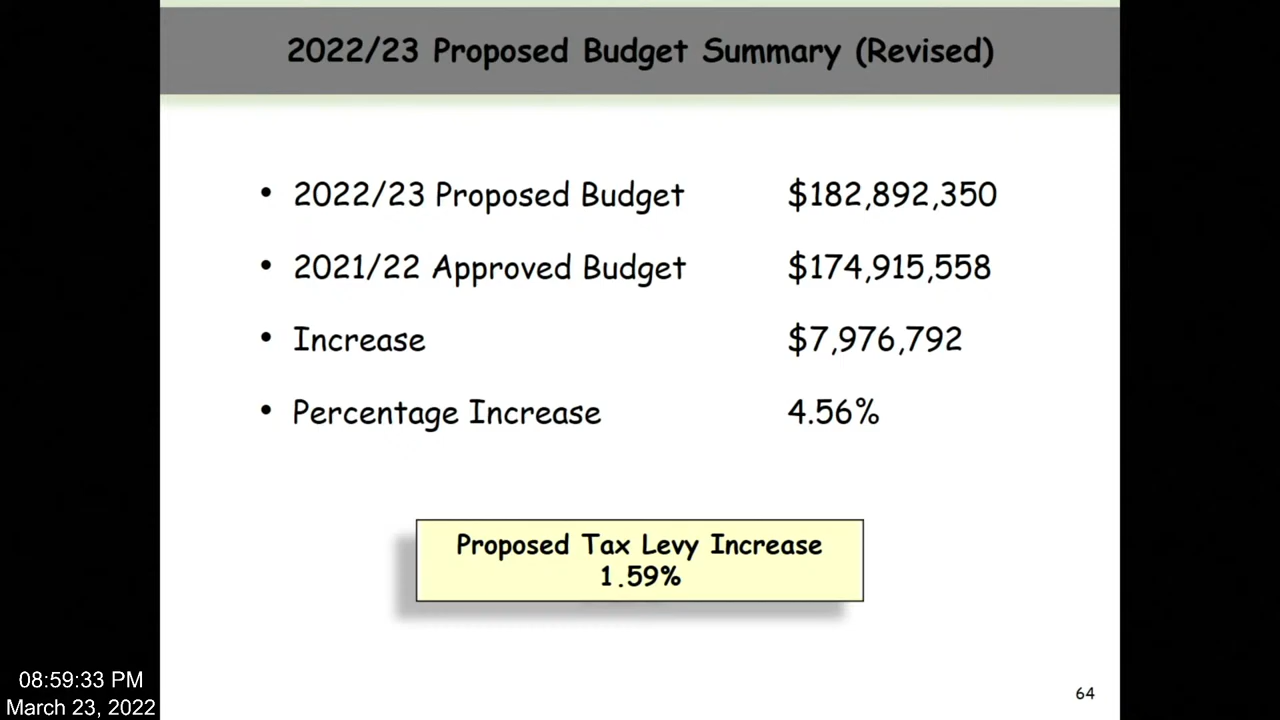 2022/23 Proposed Budget Summary (Revised)
• 2022/23 Proposed Budget $182,892,350
• 2021/22 Approved Budget $174,915,558
• Increase $7,976,792
• Percentage Increase 4.56%
Proposed Tax Levy Increase
1.59%
08:59:33 PM
March 23, 2022
64